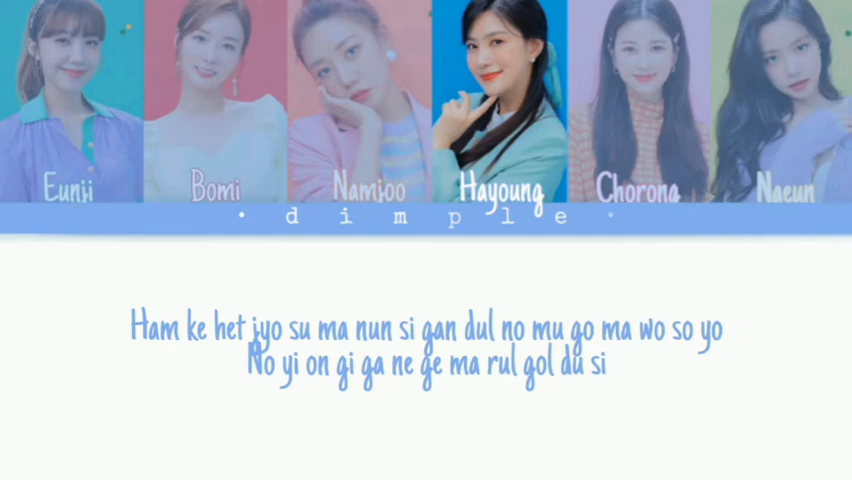 Eunji Bomi Namjoo Hayoung Chorong Naeun
• dimple •
Ham ke het jyo su ma nun si gan dul no mu go ma wo so yo
No yi on gi ga ne ge ma rul gol du si